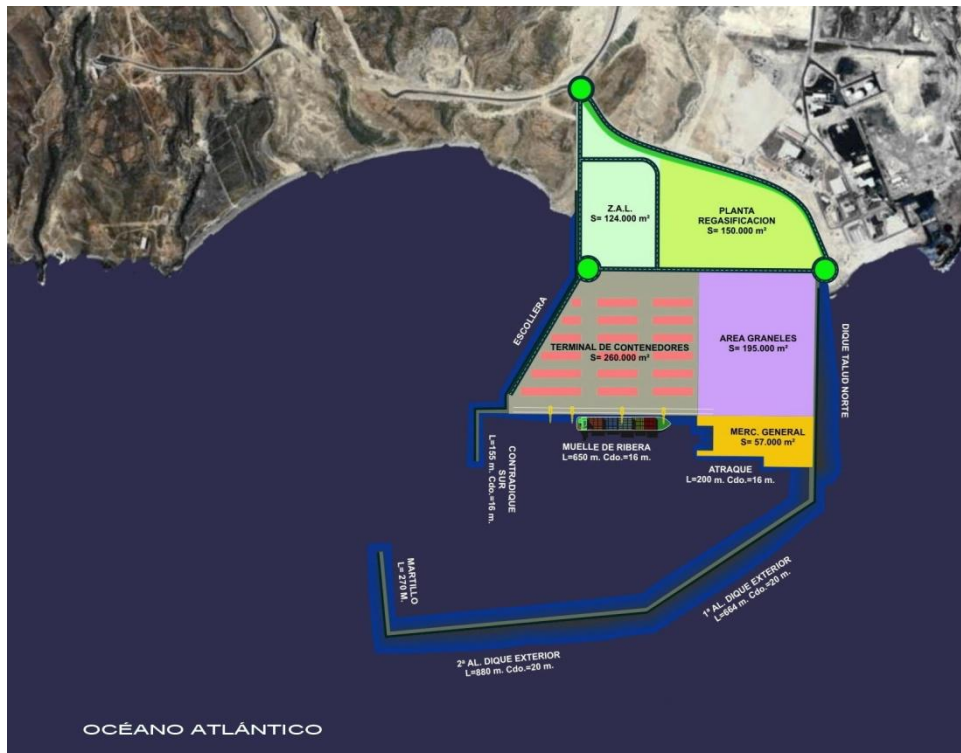 Z.A.L.
S= 124.000 m²
PLANTA
REGASIFICACION
S= 150.000 m²
ESCOLLERA
TERMINAL DE CONTENEDORES
S= 260.000 m²
AREA GRANELES
S= 195.000 m²
DIQUE TALUD NORTE
MERC. GENERAL
S= 57.000 m²
MUELLE DE RIBERA
L=650 m. Cdo.=16 m.
ATRAQUE
L=200 m. Cdo.=16 m.
CONTRADIQUE
SUR
L=155 m. Cdo.=16 m.
MARTILLO
L= 270 M.
1ª AL. DIQUE EXTERIOR
L=664 m. Cdo.=20 m.
2ª AL. DIQUE EXTERIOR
L=880 m. Cdo.=20 m.
OCÉANO ATLÁNTICO